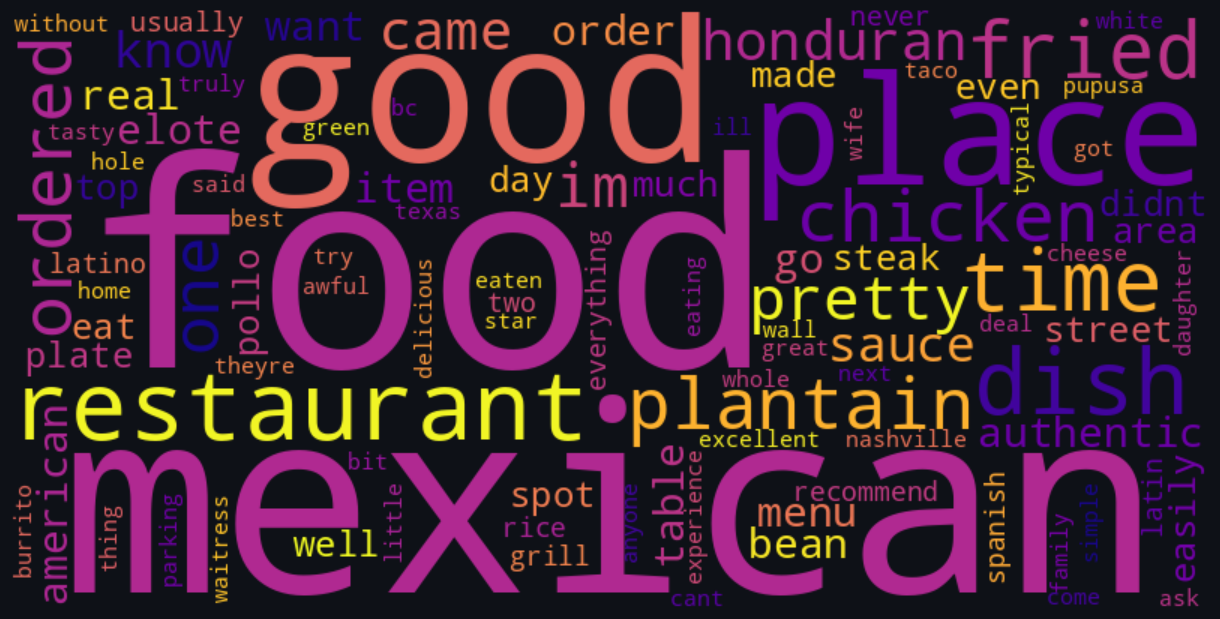 without
usually
want
came
order
never
white
know
honduran
fried
ordered
real
truly
good
bc
made
taco
even
pupusa
tasty
elote
green
ill
place
wife
typical
got
hole
top
said
item
day
im
much
texas
best
food
chicken
didnt
area
latino
one
pollo
try
awful
delicious
eaten
two
star
everything
eating
go
steak
cheese
time
daughter
home
eat
plate
pretty
wall
deal
street
great
sauce
theyre
whole
next
dish
restaurant
plantain
excellent
nashville
authentic
american
mexican
bit
burrito
thing
parking
waitress
well
little
spot
rice
grill
anyone
table
experience
recommend
menu
bean
spanish
family
simple
latin
easily
cant
come
ask